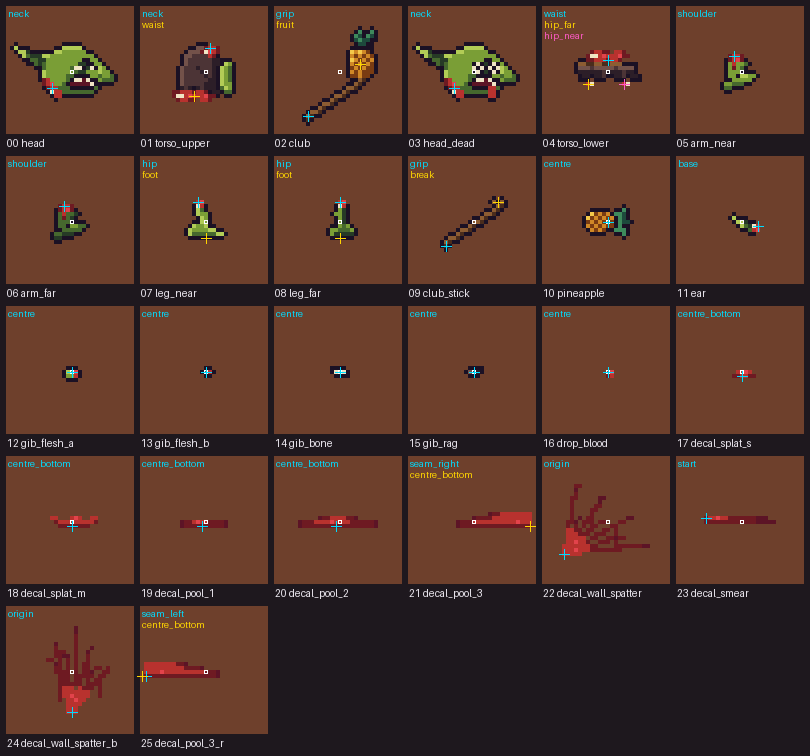 neck
00 head
neck
waist
01 torso_upper
grip
fruit
02 club
neck
03 head_dead
waist
hip_far
hip_near
04 torso_lower
shoulder
05 arm_near
shoulder
06 arm_far
hip
foot
07 leg_near
hip
foot
08 leg_far
grip
break
09 club_stick
centre
10 pineapple
base
11 ear
centre
12 gib_flesh_a
centre
13 gib_flesh_b
centre
14 gib_bone
centre
15 gib_rag
centre
16 drop_blood
centre_bottom
17 decal_splat_s
centre_bottom
18 decal_splat_m
centre_bottom
19 decal_pool_1
centre_bottom
20 decal_pool_2
seam_right
centre_bottom
21 decal_pool_3
origin
22 decal_wall_spatter
start
23 decal_smear
origin
24 decal_wall_spatter_b
seam_left
centre_bottom
25 decal_pool_3_r